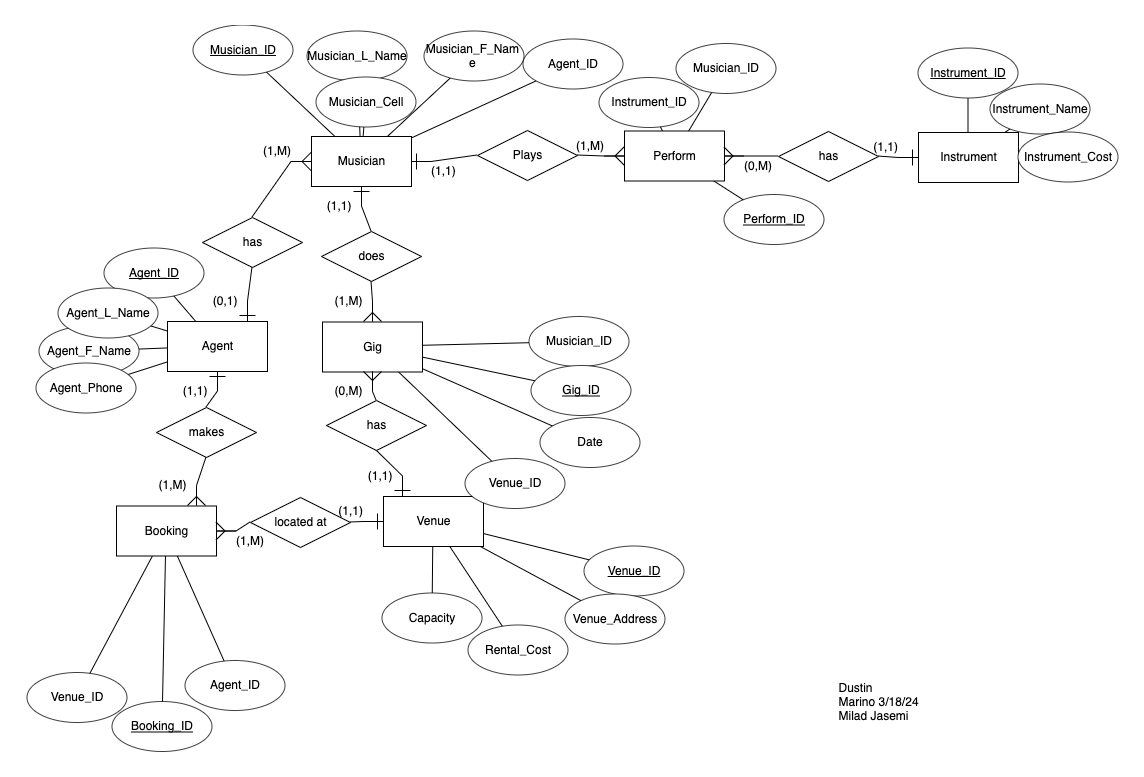 Musician_ID
Musician_L_Name
Musician_F_Nam
e
Agent_ID
Musician_Cell
Musician_ID
Instrument_ID
Instrument_ID
Instrument_Name
Instrument_Cost
(1,M)
Musician
(1,1)
Plays
(1,M)
Perform
(0,M)
has
(1,1)
Instrument
(1,1)
Perform_ID
has
does
Agent_ID
(0,1)
(1,M)
Agent_L_Name
Agent_F_Name
Agent_Phone
Agent
Gig
Musician_ID
Gig_ID
Date
Venue_ID
(1,1)
(0,M)
makes
has
(1,M)
(1,1)
Booking
(1,M)
located at
(1,1)
Venue
Venue_ID
Venue_Address
Capacity
Rental_Cost
Venue_ID
Booking_ID
Agent_ID
Dustin
Marino 3/18/24
Milad Jasemi